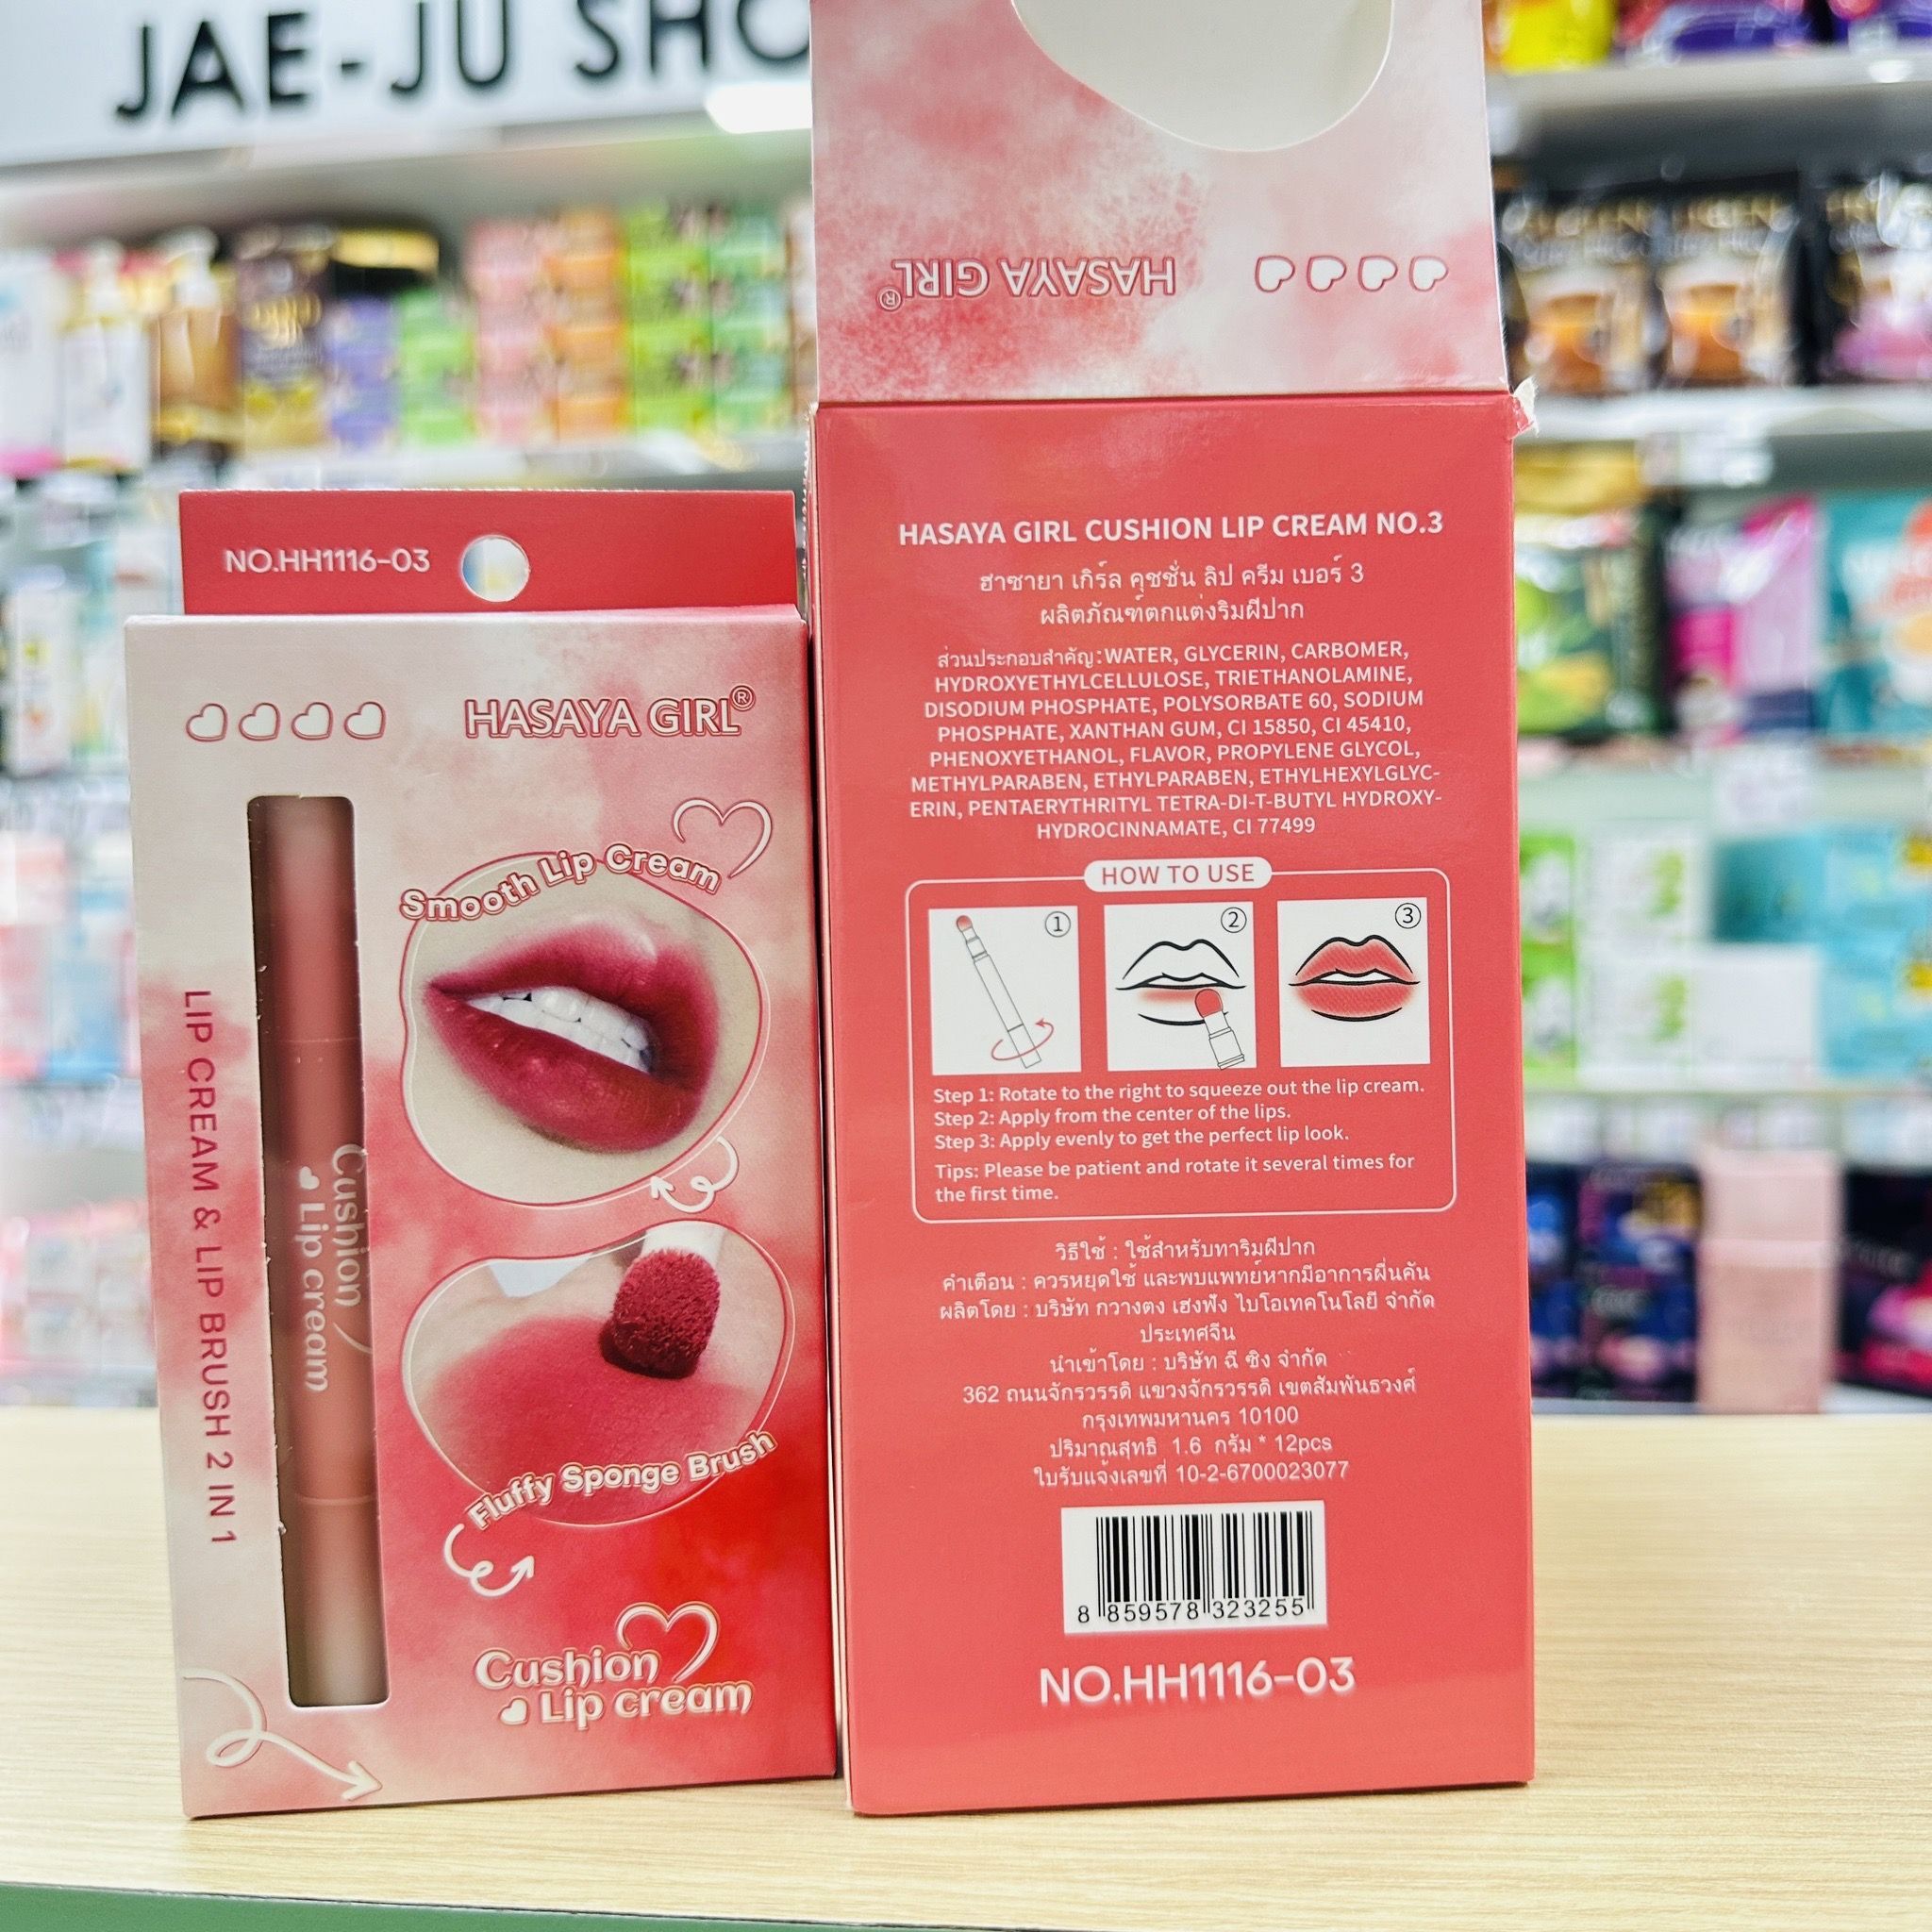 JAE-JU SHO
NO.HH1116-03
HASAYA GIRL®
Smooth Lip Cream
LIP CREAM & LIP BRUSH 2 IN 1
Cushion
Lip cream
Fluffy Sponge Brush
Cushion
Lip cream
HASAYA GIRL®
HASAYA GIRL CUSHION LIP CREAM NO.3
ฮาซายา เกิร์ล คุชชั่น ลิป ครีม เบอร์ 3
ผลิตภัณฑ์ตกแต่งริมฝีปาก
ส่วนประกอบสำคัญ:WATER, GLYCERIN, CARBOMER,
HYDROXYETHYLCELLULOSE, TRIETHANOLAMINE,
DISODIUM PHOSPHATE, POLYSORBATE 60, SODIUM
PHOSPHATE, XANTHAN GUM, CI 15850, CI 45410,
PHENOXYETHANOL, FLAVOR, PROPYLENE GLYCOL,
METHYLPARABEN, ETHYLPARABEN, ETHYLHEXYLGLYC-
ERIN, PENTAERYTHRITYL TETRA-DI-T-BUTYL HYDROXY-
HYDROCINNAMATE, CI 77499
HOW TO USE
① ② ③
Step 1: Rotate to the right to squeeze out the lip cream.
Step 2: Apply from the center of the lips.
Step 3: Apply evenly to get the perfect lip look.
Tips: Please be patient and rotate it several times for
the first time.
วิธีใช้ : ใช้สำหรับทาริมฝีปาก
คำเตือน : ควรหยุดใช้ และพบแพทย์หากมีอาการผื่นคัน
ผลิตโดย : บริษัท กวางตง เฮงฟัง ไบโอเทคโนโลยี จำกัด
ประเทศจีน
นำเข้าโดย : บริษัท ฉี ซิง จำกัด
362 ถนนจักรวรรดิ แขวงจักรวรรดิ เขตสัมพันธวงศ์
กรุงเทพมหานคร 10100
ปริมาณสุทธิ 1.6 กรัม * 12pcs
ใบรับแจ้งเลขที่ 10-2-6700023077
8 859578 323255
NO.HH1116-03